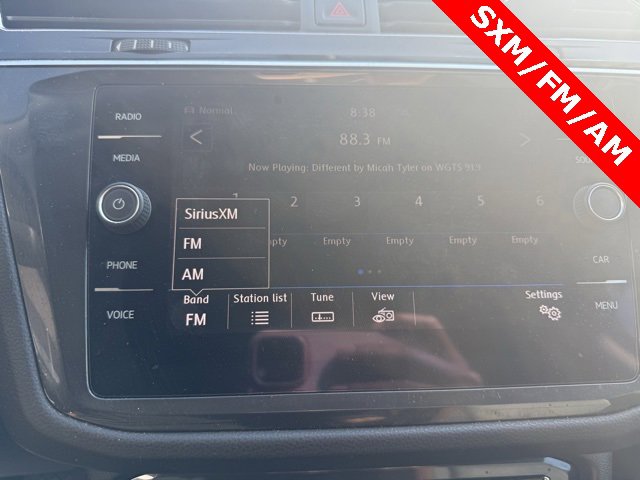 SXM/FM/AM
RADIO
Normal 8:38
MEDIA
88.3 FM
Now Playing: Different by Micah Tyler on WGTS 91.9
1 2 3 4 5 6
SiriusXM
FM
AM
Empty Empty Empty Empty
PHONE
CAR
VOICE
MENU
Band Station list Tune View Settings
FM